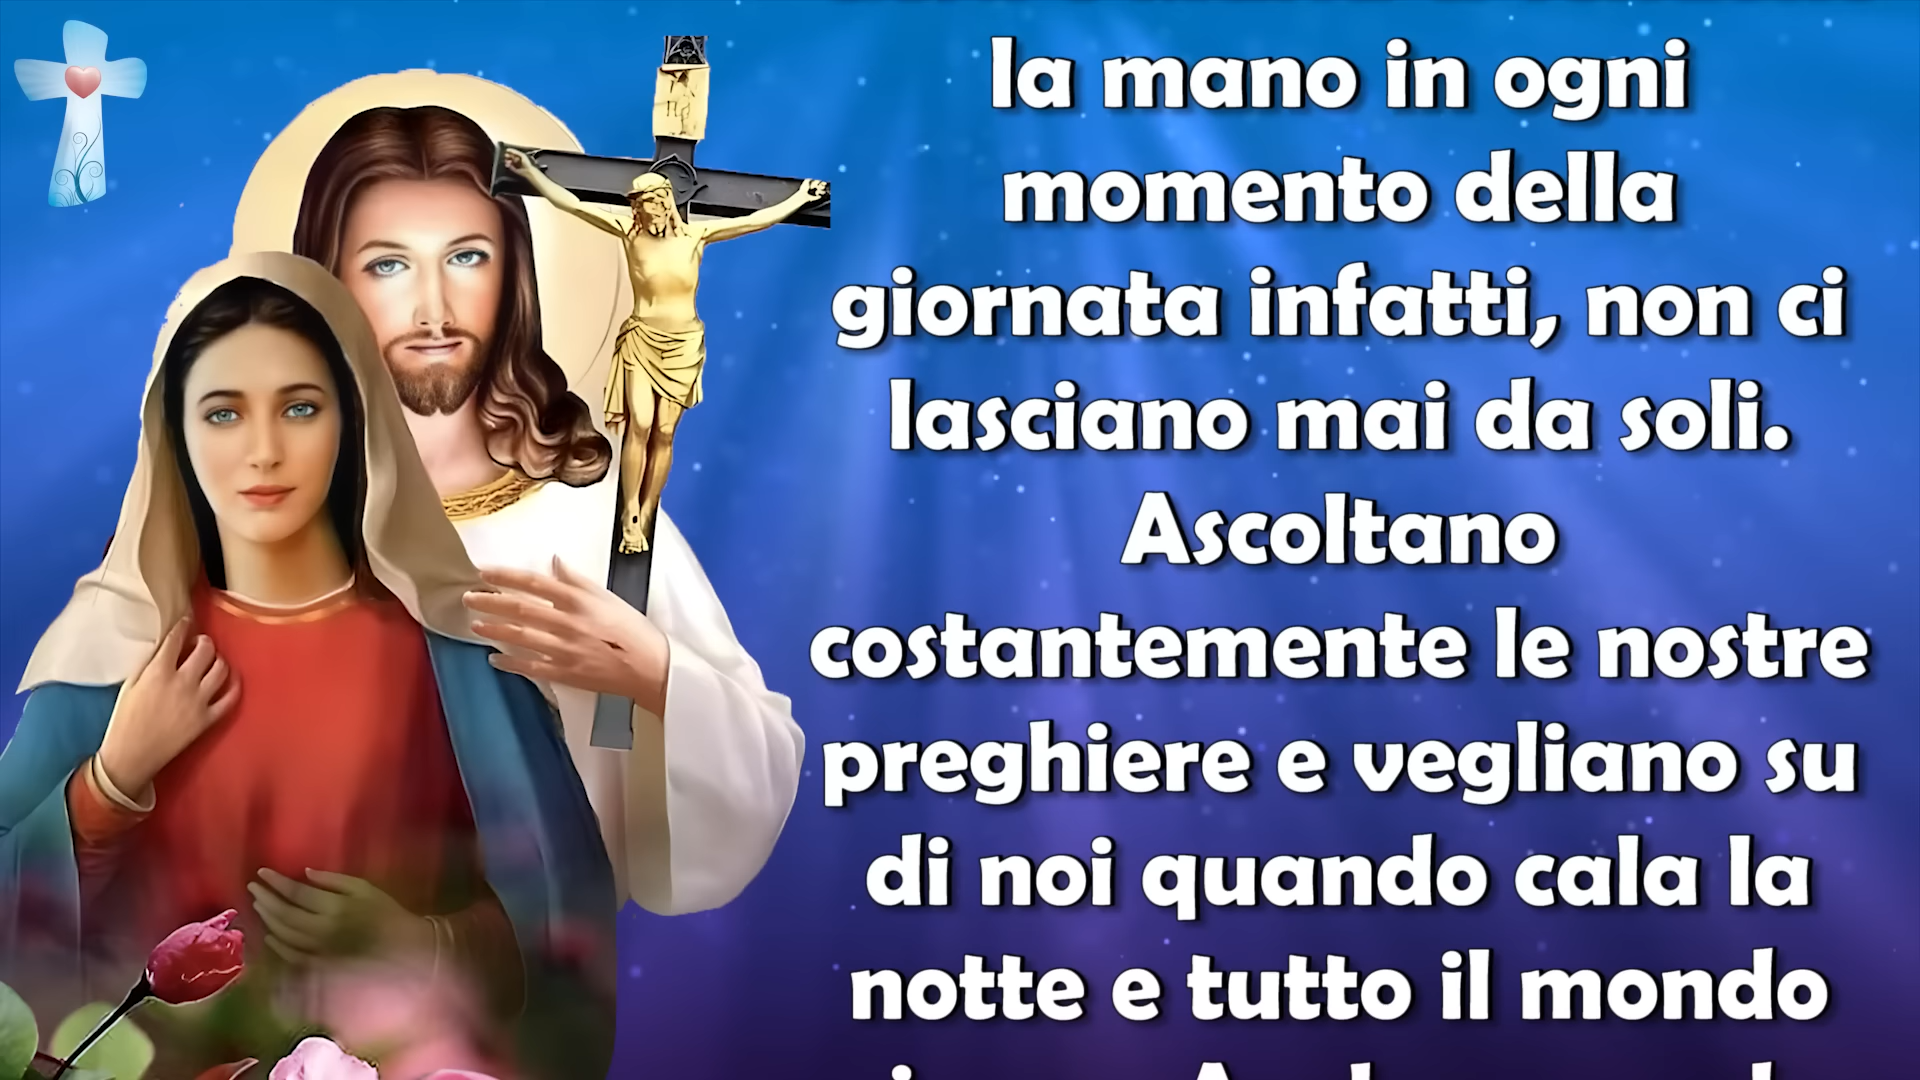 la mano in ogni
momento della
giornata infatti, non ci
lasciano mai da soli.
Ascoltano
costantemente le nostre
preghiere e vegliano su
di noi quando cala la
notte e tutto il mondo